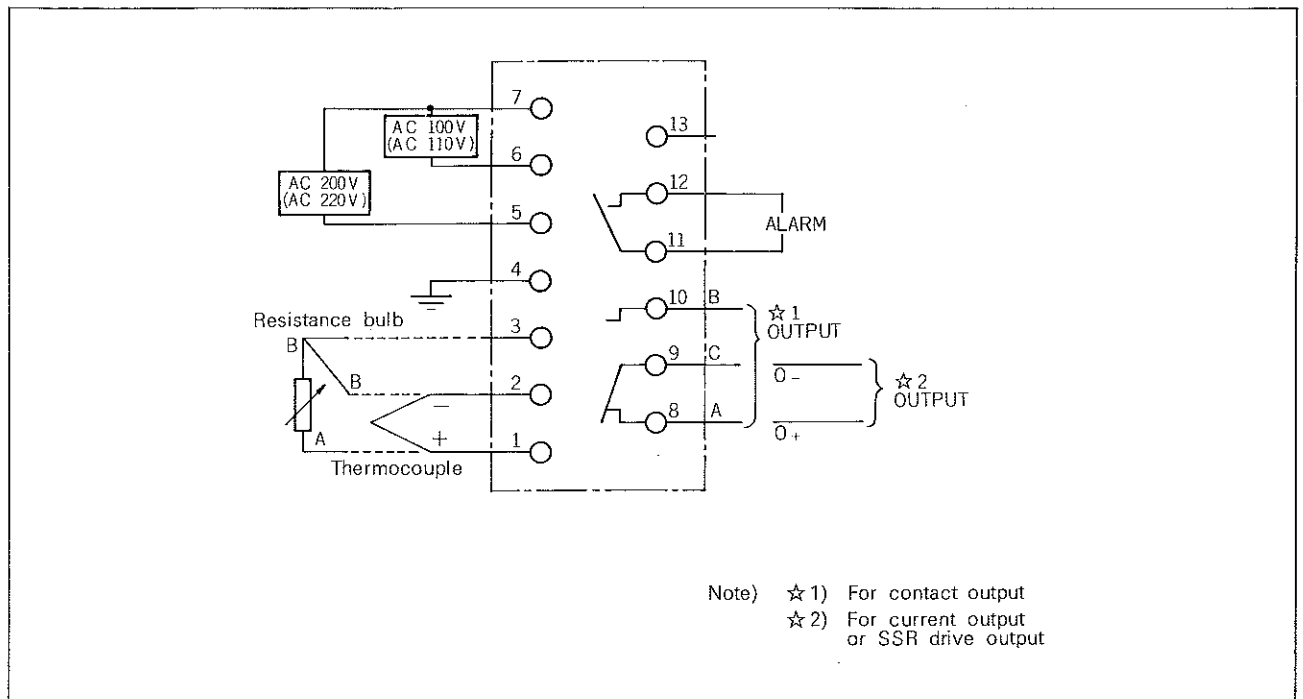 7
AC 100V
(AC 110V)
6
AC 200V
(AC 220V)
5
4
Resistance bulb
B
3
B
2
−
A
+
1
Thermocouple
13
12
ALARM
11
10 B
☆1
OUTPUT
9 C
O −
☆2
OUTPUT
8 A
O +
Note) ☆1) For contact output
☆2) For current output
or SSR drive output